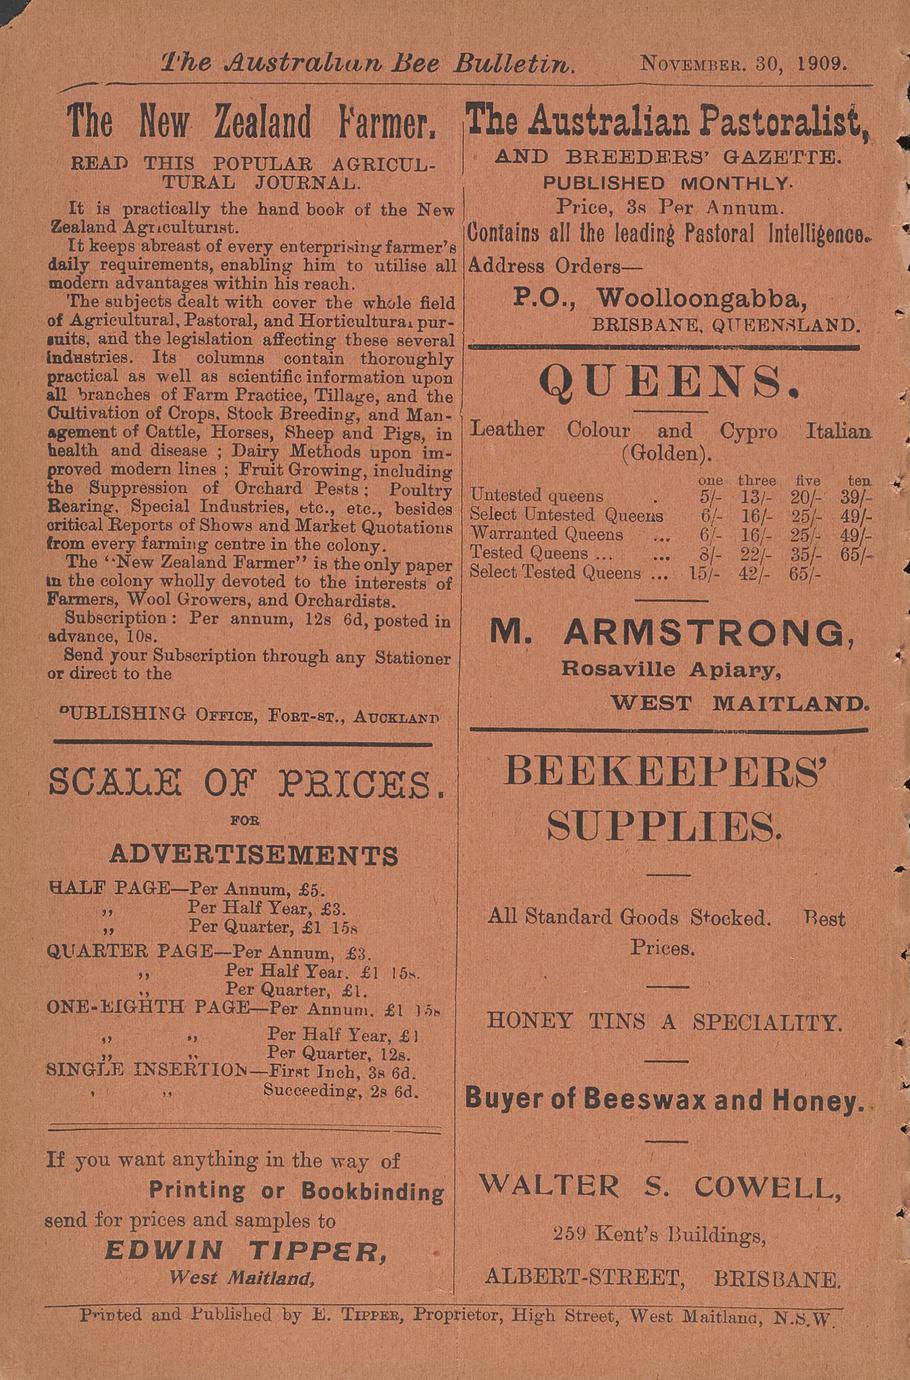 The Australian Bee Bulletin. NOVEMBER. 30, 1909.
The New Zealand Farmer.
READ THIS POPULAR AGRICUL-
TURAL JOURNAL.
It is practically the hand book of the New
Zealand Agriculturist.
It keeps abreast of every enterprising farmer's
daily requirements, enabling him to utilise all
modern advantages within his reach.
The subjects dealt with cover the whole field
of Agricultural, Pastoral, and Horticultural pur-
suits, and the legislation affecting these several
industries. Its columns contain thoroughly
practical as well as scientific information upon
all branches of Farm Practice, Tillage, and the
Cultivation of Crops, Stock Breeding, and Man-
agement of Cattle, Horses, Sheep and Pigs, in
health and disease ; Dairy Methods upon im-
proved modern lines ; Fruit Growing, including
the Suppression of Orchard Pests ; Poultry
Rearing, Special Industries, etc., etc., besides
critical Reports of Shows and Market Quotations
from every farming centre in the colony.
The "New Zealand Farmer" is the only paper
in the colony wholly devoted to the interests of
Farmers, Wool Growers, and Orchardists.
Subscription : Per annum, 12s 6d, posted in
advance, 10s.
Send your Subscription through any Stationer
or direct to the
PUBLISHING OFFICE, FORT-ST., AUCKLAND
SCALE OF PRICES.
FOR
ADVERTISEMENTS
HALF PAGE—Per Annum, £5.
,, Per Half Year, £3.
,, Per Quarter, £1 15s
QUARTER PAGE—Per Annum, £3.
,, Per Half Year. £1 15s.
,, Per Quarter, £1.
ONE-EIGHTH PAGE—Per Annum. £1 15s
,, ,, Per Half Year, £1
,, ,, Per Quarter, 12s.
SINGLE INSERTION—First Inch, 3s 6d.
, ,, Succeeding, 2s 6d.
If you want anything in the way of
Printing or Bookbinding
send for prices and samples to
EDWIN TIPPER,
West Maitland,
The Australian Pastoralist,
AND BREEDERS' GAZETTE.
PUBLISHED MONTHLY.
Price, 3s Per Annum.
Contains all the leading Pastoral Intelligence.
Address Orders—
P.O., Woolloongabba,
BRISBANE, QUEENSLAND.
QUEENS.
Leather Colour and Cypro Italian
(Golden).
one three five ten
Untested queens . 5/- 13/- 20/- 39/-
Select Untested Queens 6/- 16/- 25/- 49/-
Warranted Queens ... 6/- 16/- 25/- 49/-
Tested Queens ... ... 8/- 22/- 35/- 65/-
Select Tested Queens ... 15/- 42/- 65/-
M. ARMSTRONG,
Rosaville Apiary,
WEST MAITLAND.
BEEKEEPERS'
SUPPLIES.
All Standard Goods Stocked. Best
Prices.
HONEY TINS A SPECIALITY.
Buyer of Beeswax and Honey.
WALTER S. COWELL,
259 Kent's Buildings,
ALBERT-STREET, BRISBANE.
Printed and Published by E. TIPPER, Proprietor, High Street, West Maitland, N.S.W.